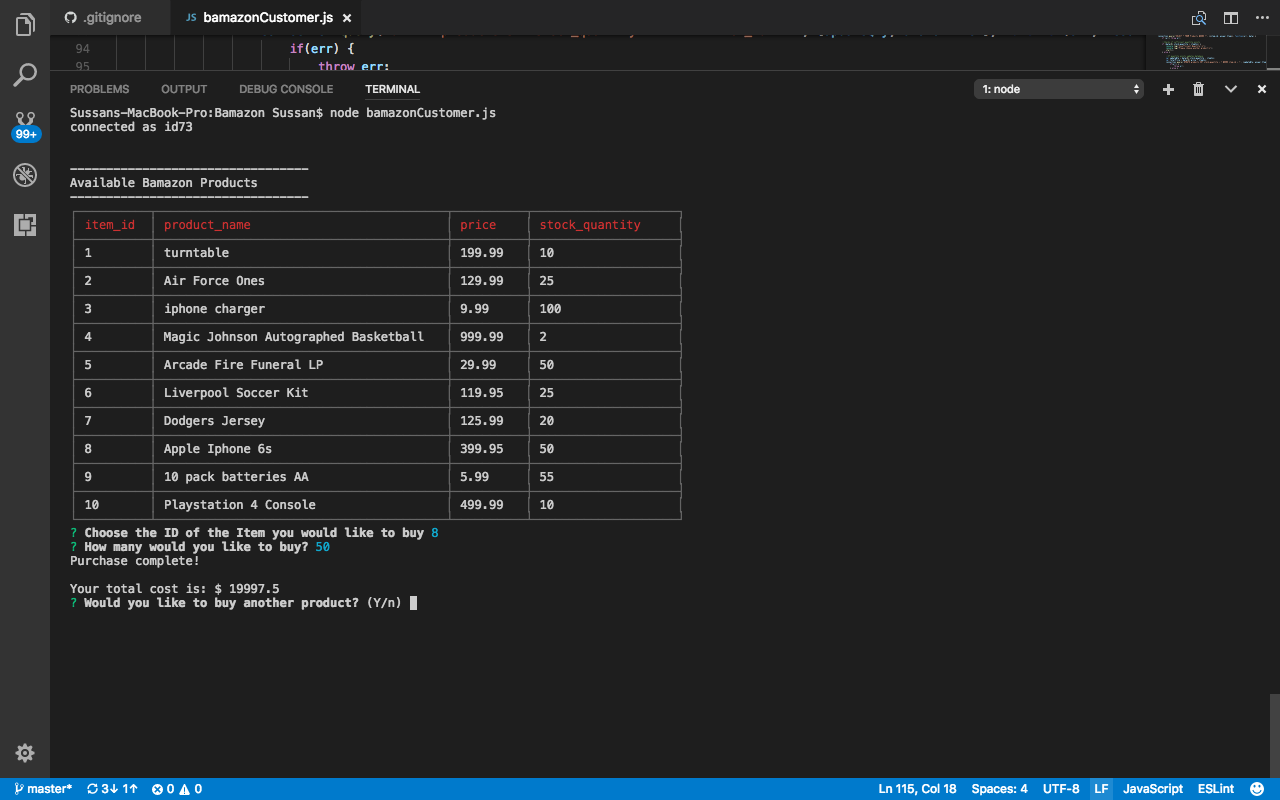 .gitignore
JS bamazonCustomer.js ×
94 if(err) {
95 throw err;
PROBLEMS OUTPUT DEBUG CONSOLE TERMINAL 1: node
Sussans-MacBook-Pro:Bamazon Sussan$ node bamazonCustomer.js
connected as id73
99+
---------------------------------
Available Bamazon Products
---------------------------------
item_id product_name price stock_quantity
1 turntable 199.99 10
2 Air Force Ones 129.99 25
3 iphone charger 9.99 100
4 Magic Johnson Autographed Basketball 999.99 2
5 Arcade Fire Funeral LP 29.99 50
6 Liverpool Soccer Kit 119.95 25
7 Dodgers Jersey 125.99 20
8 Apple Iphone 6s 399.95 50
9 10 pack batteries AA 5.99 55
10 Playstation 4 Console 499.99 10
? Choose the ID of the Item you would like to buy 8
? How many would you like to buy? 50
Purchase complete!
Your total cost is: $ 19997.5
? Would you like to buy another product? (Y/n)
master* 3↓ 1↑ 0 0 Ln 115, Col 18 Spaces: 4 UTF-8 LF JavaScript ESLint